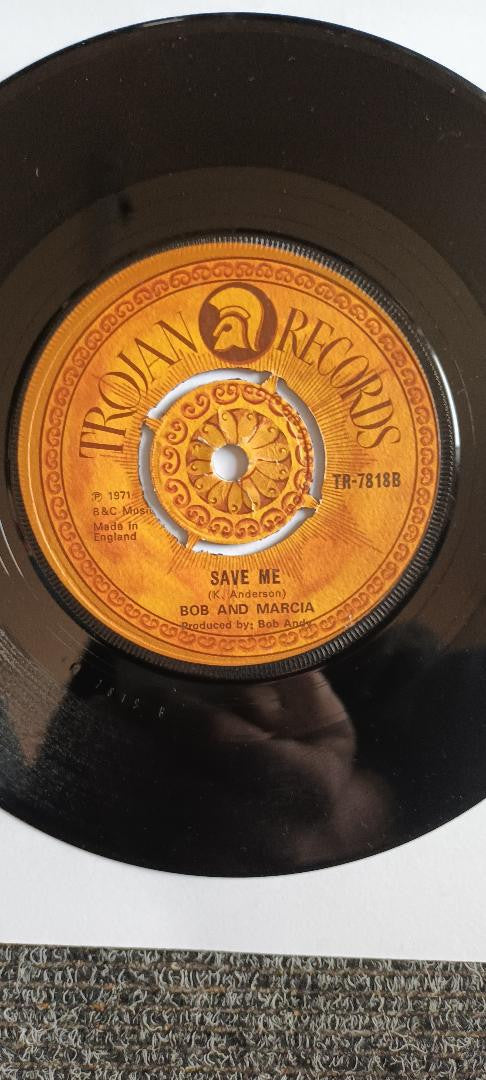 TROJAN RECORDS
TR-7818B
℗ 1971
B&C Music
Made in
England
SAVE ME
(K. Anderson)
BOB AND MARCIA
Produced by: Bob Andy